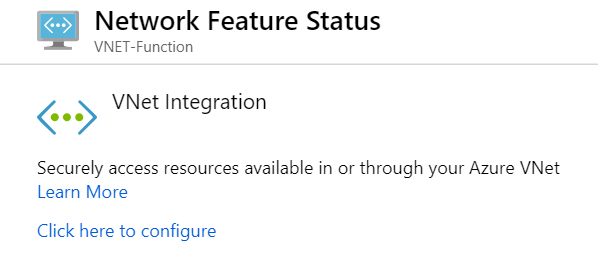 Network Feature Status
VNET-Function
VNet Integration
Securely access resources available in or through your Azure VNet
Learn More
Click here to configure